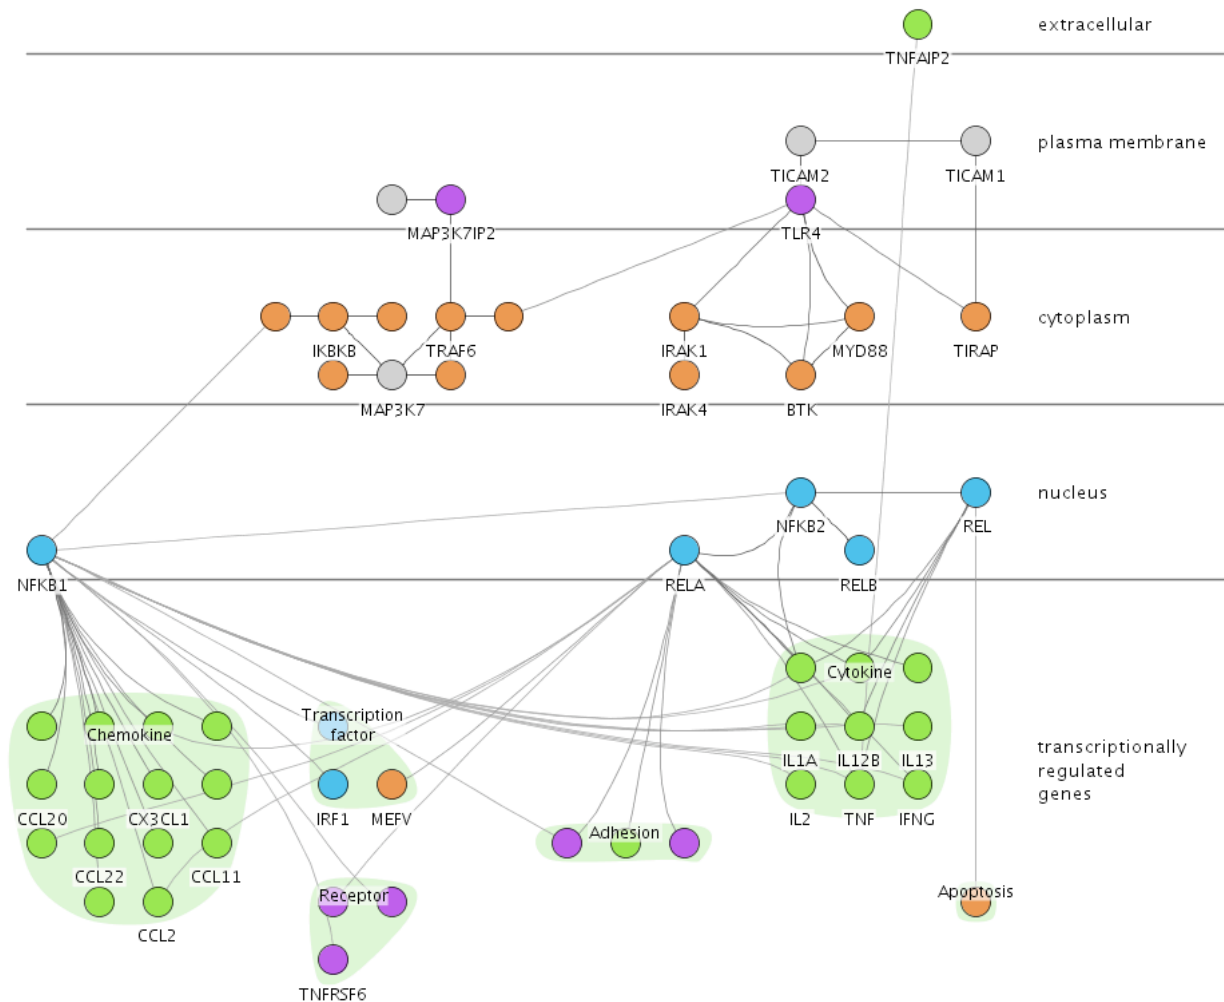 extracellular
TNFAIP2
plasma membrane
TICAM2
TICAM1
MAP3K7IP2
TLR4
cytoplasm
IKBKB
TRAF6
IRAK1
MYD88
TIRAP
MAP3K7
IRAK4
BTK
nucleus
NFKB2
REL
NFKB1
RELA
RELB
Cytokine
Transcription
factor
Chemokine
transcriptionally
regulated
genes
IL1A
IL12B
IL13
CCL20
CX3CL1
IRF1
MEFV
IL2
TNF
IFNG
Adhesion
CCL22
CCL11
Receptor
Apoptosis
CCL2
TNFRSF6